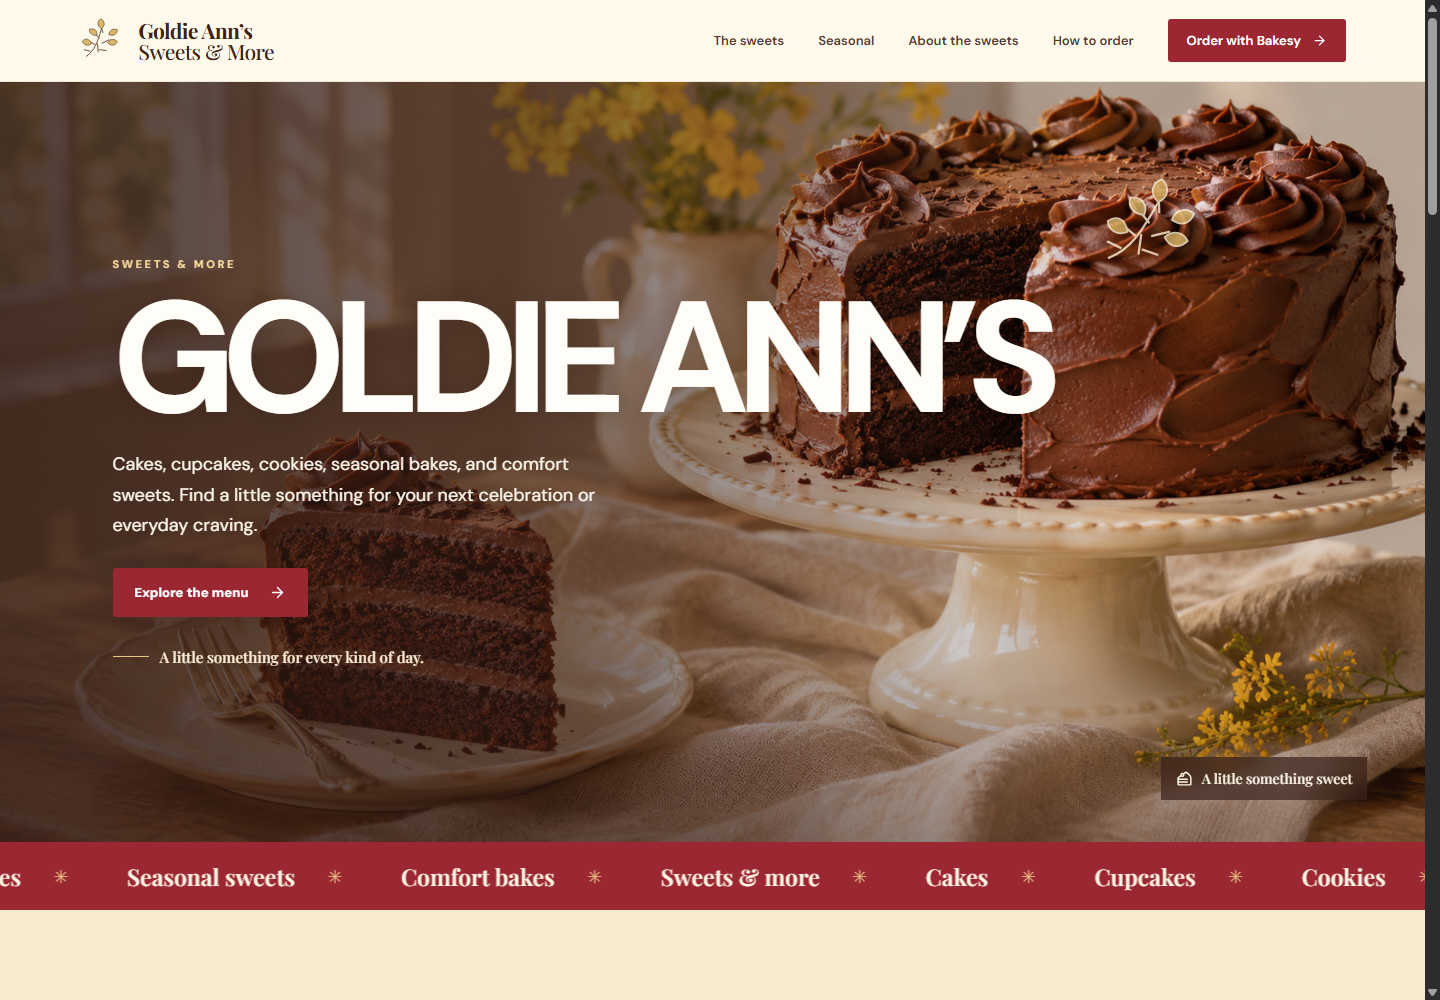 Goldie Ann's
Sweets & More
The sweets
Seasonal
About the sweets
How to order
Order with Bakesy
SWEETS & MORE
GOLDIE ANN'S
Cakes, cupcakes, cookies, seasonal bakes, and comfort
sweets. Find a little something for your next celebration or
everyday craving.
Explore the menu
A little something for every kind of day.
A little something sweet
es
Seasonal sweets
Comfort bakes
Sweets & more
Cakes
Cupcakes
Cookies